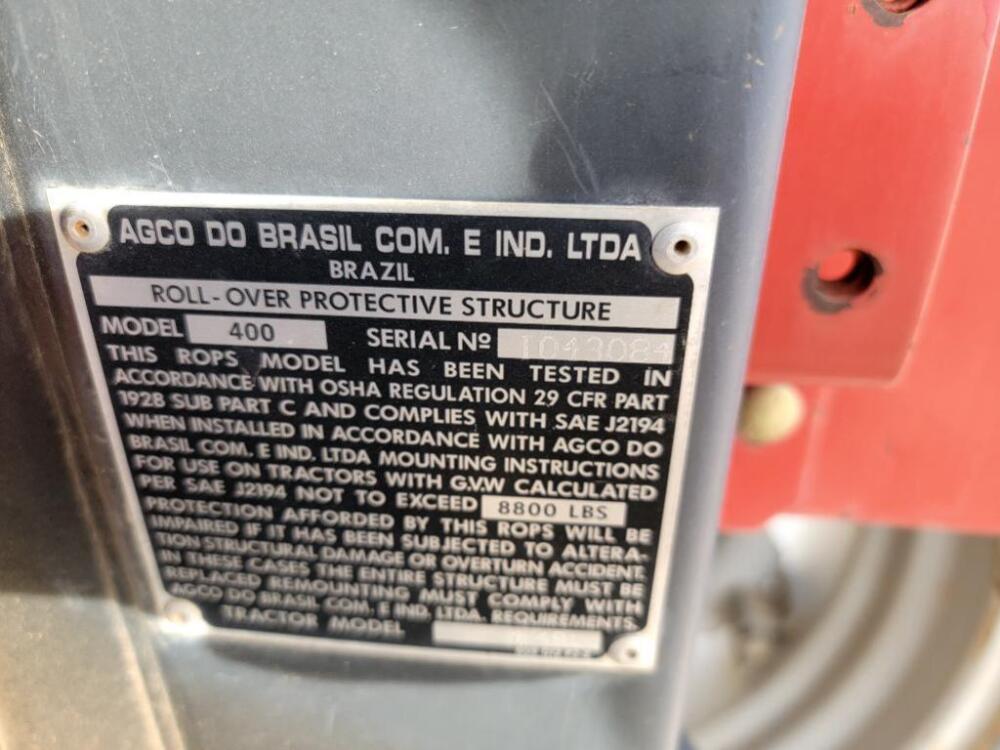 AGCO DO BRASIL COM. E IND. LTDA
BRAZIL
ROLL-OVER PROTECTIVE STRUCTURE
MODEL 400 SERIAL Nº 1043084
THIS ROPS MODEL HAS BEEN TESTED IN
ACCORDANCE WITH OSHA REGULATION 29 CFR PART
1928 SUB PART C AND COMPLIES WITH SAE J2194
WHEN INSTALLED IN ACCORDANCE WITH AGCO DO
BRASIL COM. E IND. LTDA MOUNTING INSTRUCTIONS
FOR USE ON TRACTORS WITH G.V.W CALCULATED
PER SAE J2194 NOT TO EXCEED 8800 LBS
PROTECTION AFFORDED BY THIS ROPS WILL BE
IMPAIRED IF IT HAS BEEN SUBJECTED TO ALTERA-
TION STRUCTURAL DAMAGE OR OVERTURN ACCIDENT.
IN THESE CASES THE ENTIRE STRUCTURE MUST BE
REPLACED REMOUNTING MUST COMPLY WITH
AGCO DO BRASIL COM. E IND. LTDA. REQUIREMENTS.
TRACTOR MODEL